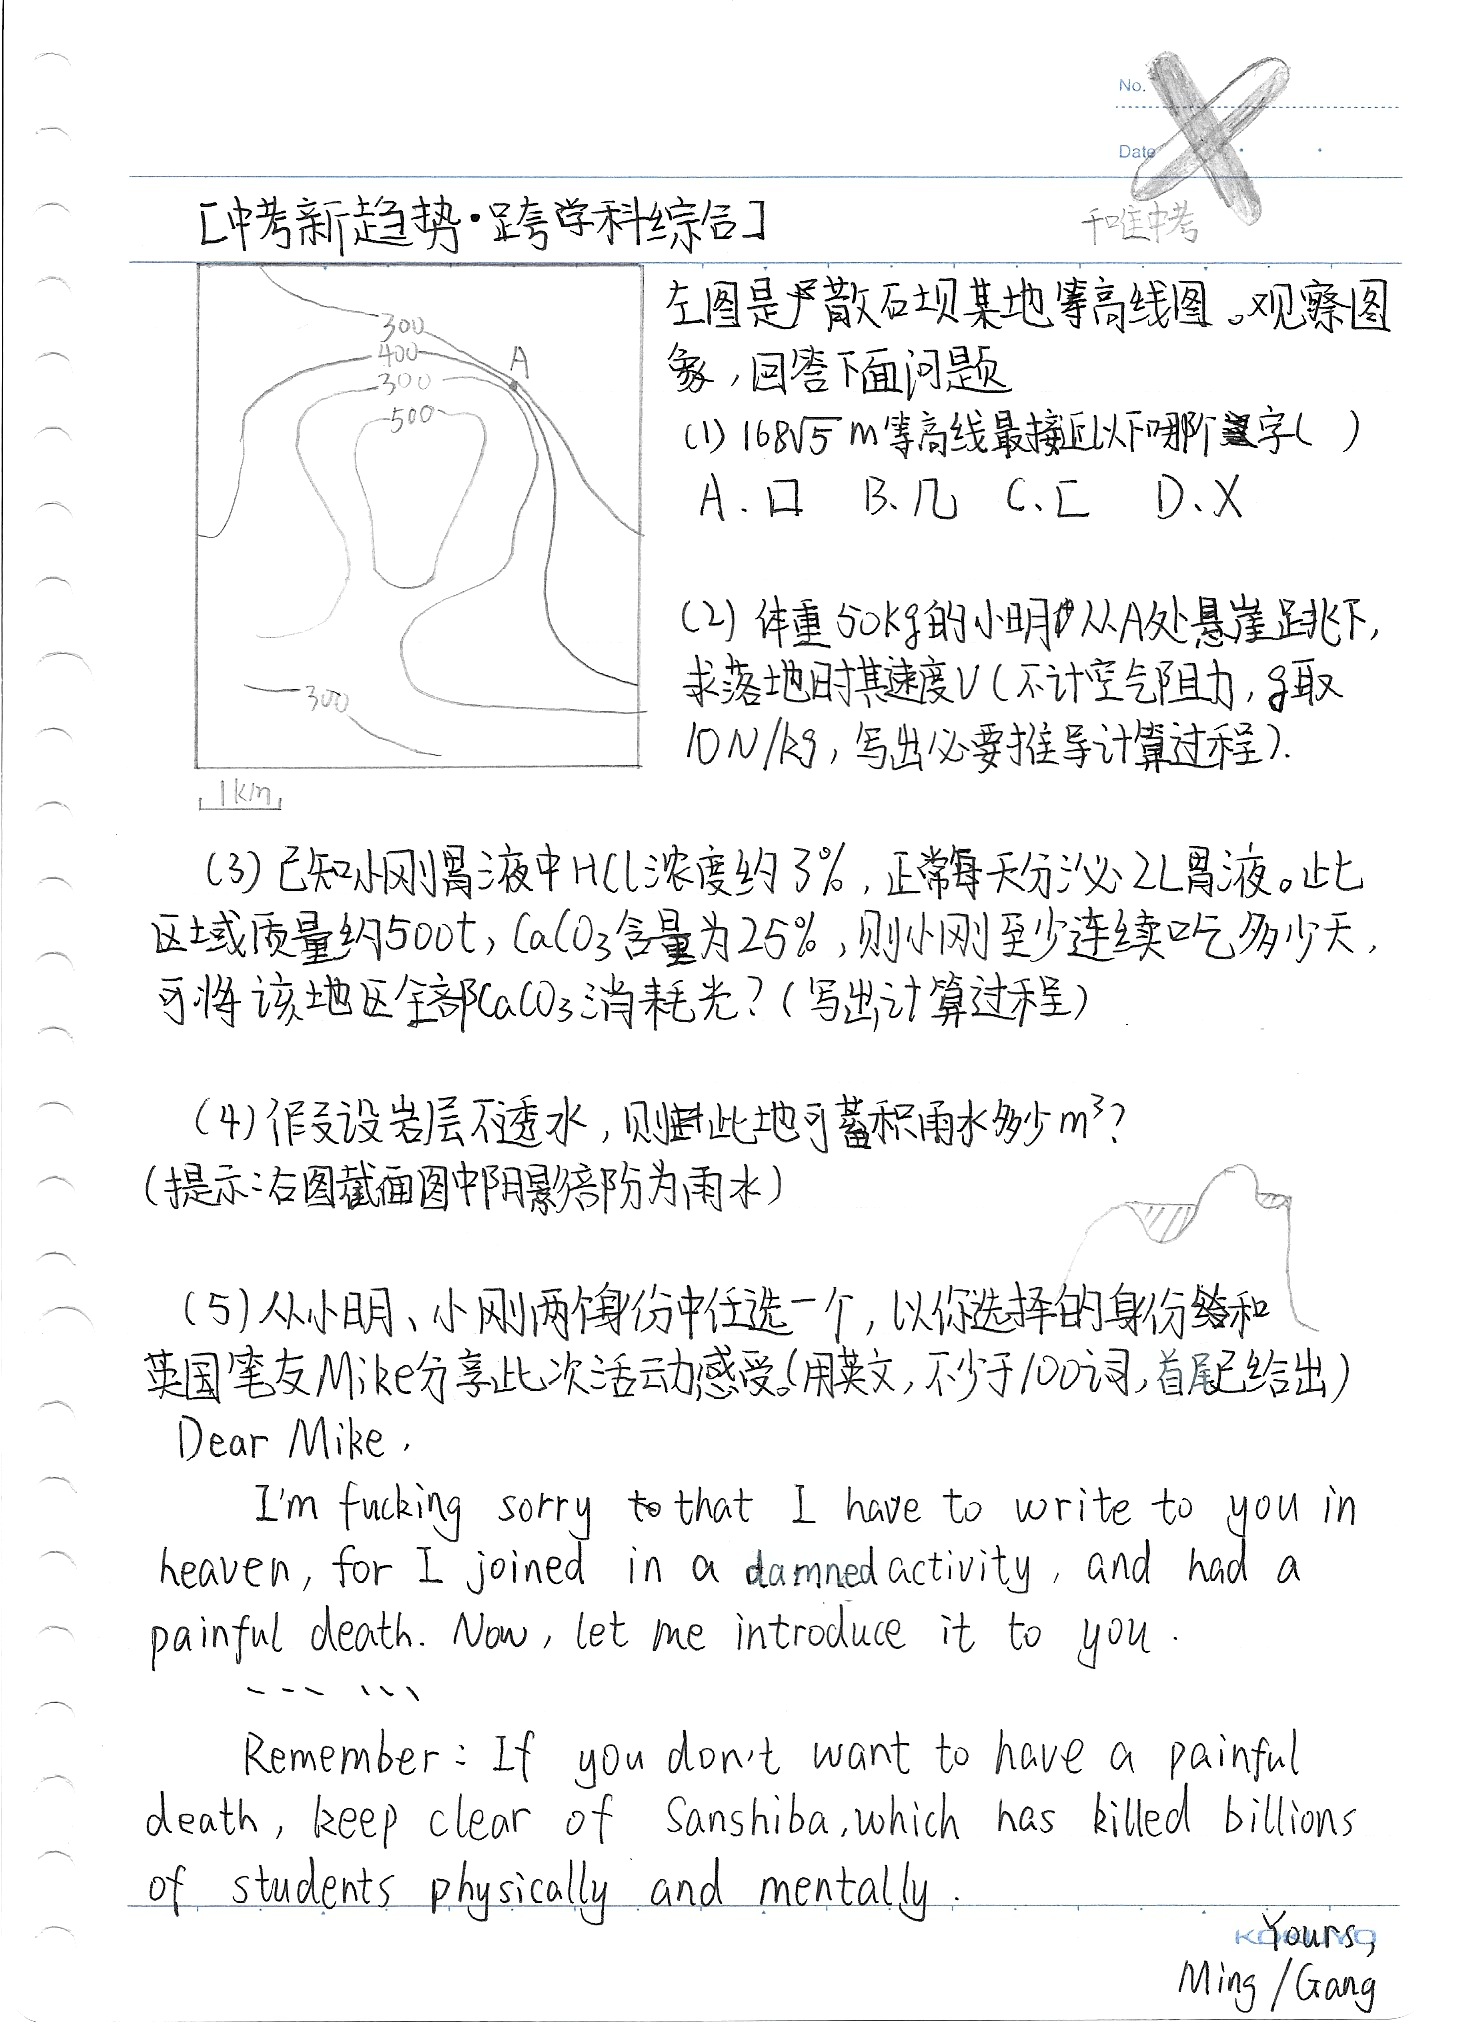 No.
Date
[中考新趋势·跨学科综合]
300
400
A
300
500
300
1km
左图是严散石坝某地等高线图。观察图
象，回答下面问题
(1) 168√5 m等高线最接近以下哪个字( )
A.口 B.几 C.匚 D.X
(2) 体重50kg的小明从A处悬崖跳下,
求落地时其速度V(不计空气阻力, g取
10N/kg, 写出必要推导计算过程).
(3) 已知小刚胃液中HCl浓度约3%, 正常每天分泌2L胃液。此
区域质量约500t, CaCO3含量为25%, 则小刚至少连续吃多少天,
可将该地区全部CaCO3消耗光?(写出计算过程)
(4) 假设岩层不透水, 则此地可蓄积雨水多少m³?
(提示:右图截面图中阴影部份为雨水)
(5) 从小明、小刚两个身份中任选一个, 以你选择的身份给和
英国笔友Mike分享此次活动感受。(用英文, 不少于100词, 首尾已给出)
Dear Mike,
I'm fucking sorry that I have to write to you in
heaven, for I joined in a damned activity, and had a
painful death. Now, let me introduce it to you.
--- ...
Remember: If you don't want to have a painful
death, keep clear of Sanshiba, which has killed billions
of students physically and mentally.
KOKUYO
Yours,
Ming/Gang